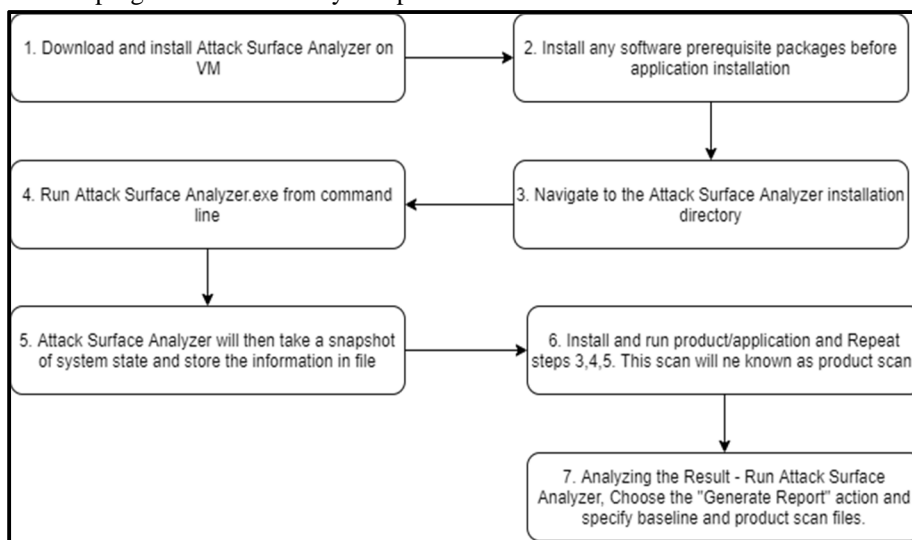 1. Download and install Attack Surface Analyzer on
VM
2. Install any software prerequisite packages before
application installation
3. Navigate to the Attack Surface Analyzer installation
directory
4. Run Attack Surface Analyzer.exe from command
line
5. Attack Surface Analyzer will then take a snapshot
of system state and store the information in file
6. Install and run product/application and Repeat
steps 3,4,5. This scan will ne known as product scan
7. Analyzing the Result - Run Attack Surface
Analyzer, Choose the "Generate Report" action and
specify baseline and product scan files.